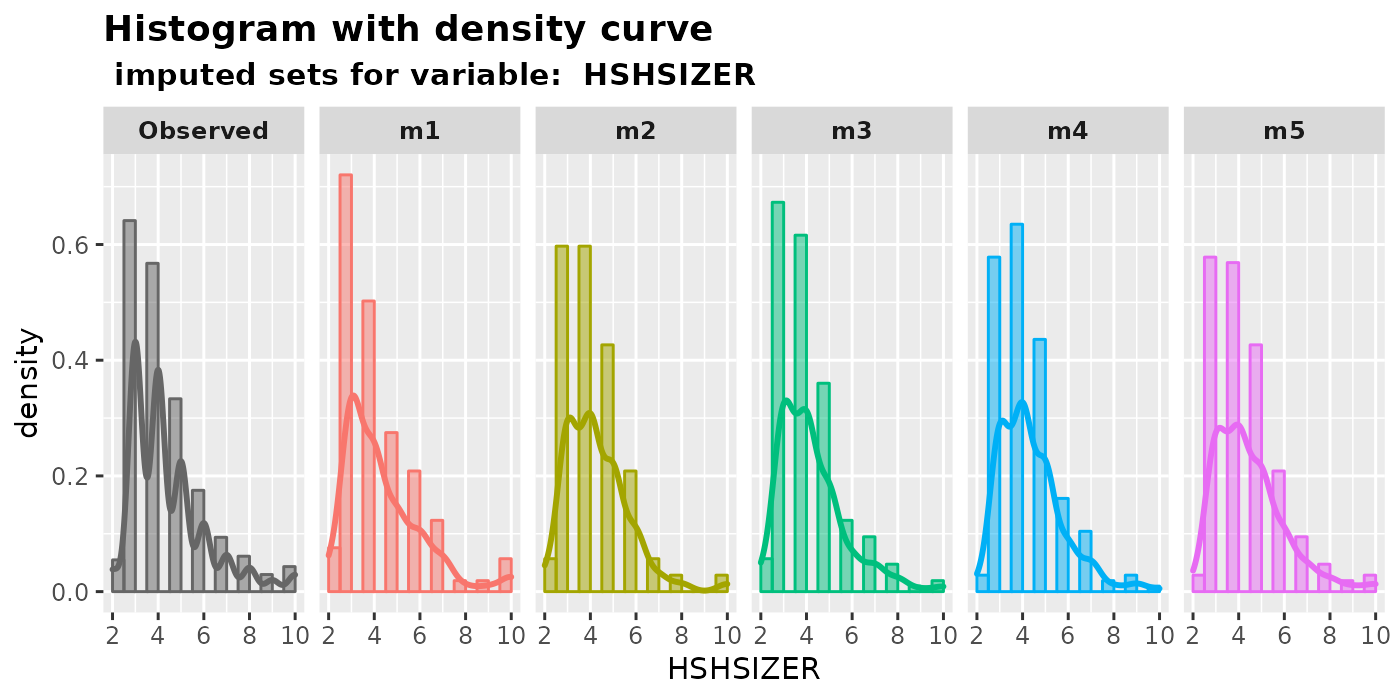 Histogram with density curve
imputed sets for variable:  HSHSIZER
Observed m1 m2 m3 m4 m5
0.6
0.4
0.2
0.0
density
2 4 6 8 10 2 4 6 8 10 2 4 6 8 10 2 4 6 8 10 2 4 6 8 10 2 4 6 8 10
HSHSIZER